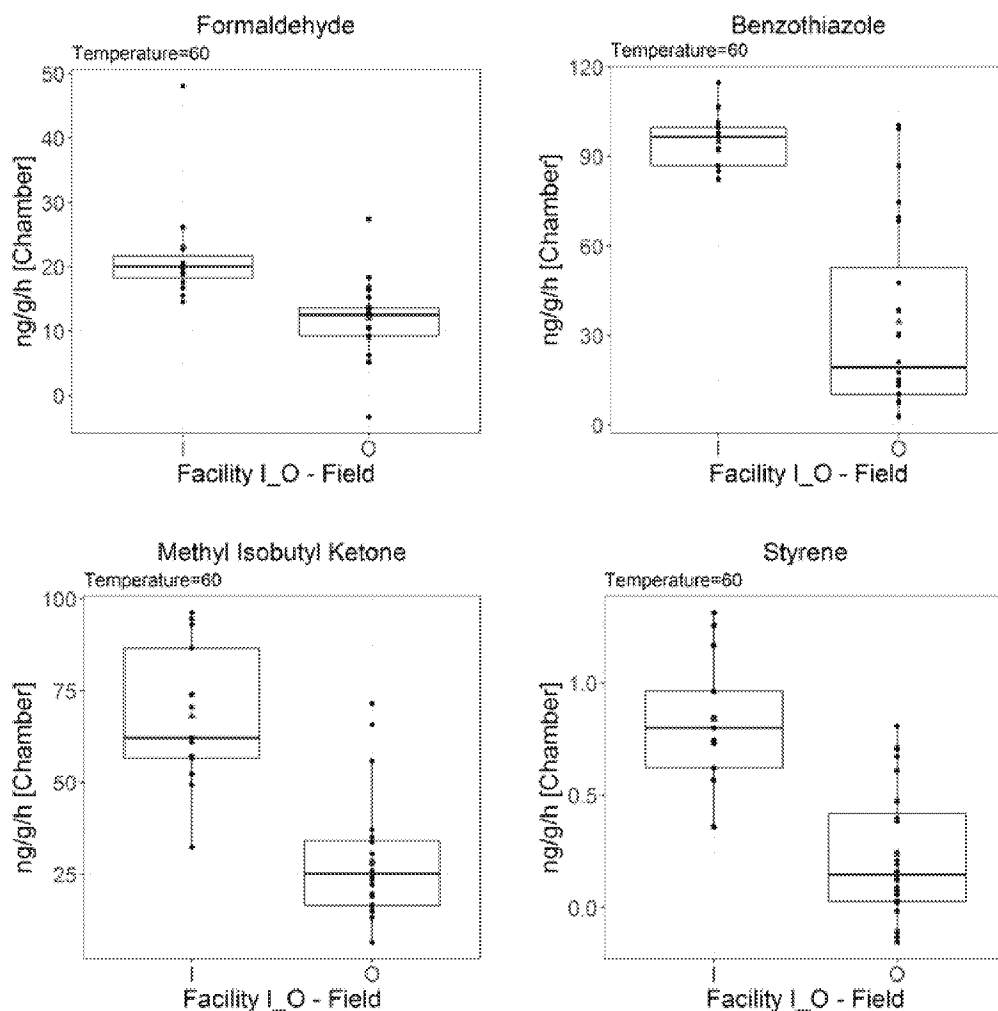 Formaldehyde
Temperature=60
ng/g/h [Chamber]
50
40
30
20
10
0
I
O
Facility I_O - Field
Benzothiazole
Temperature=60
ng/g/h [Chamber]
120
90
60
30
0
I
O
Facility I_O - Field
Methyl Isobutyl Ketone
Temperature=60
ng/g/h [Chamber]
100
75
50
25
I
O
Facility I_O - Field
Styrene
Temperature=60
ng/g/h [Chamber]
1.0
0.5
0.0
I
O
Facility I_O - Field